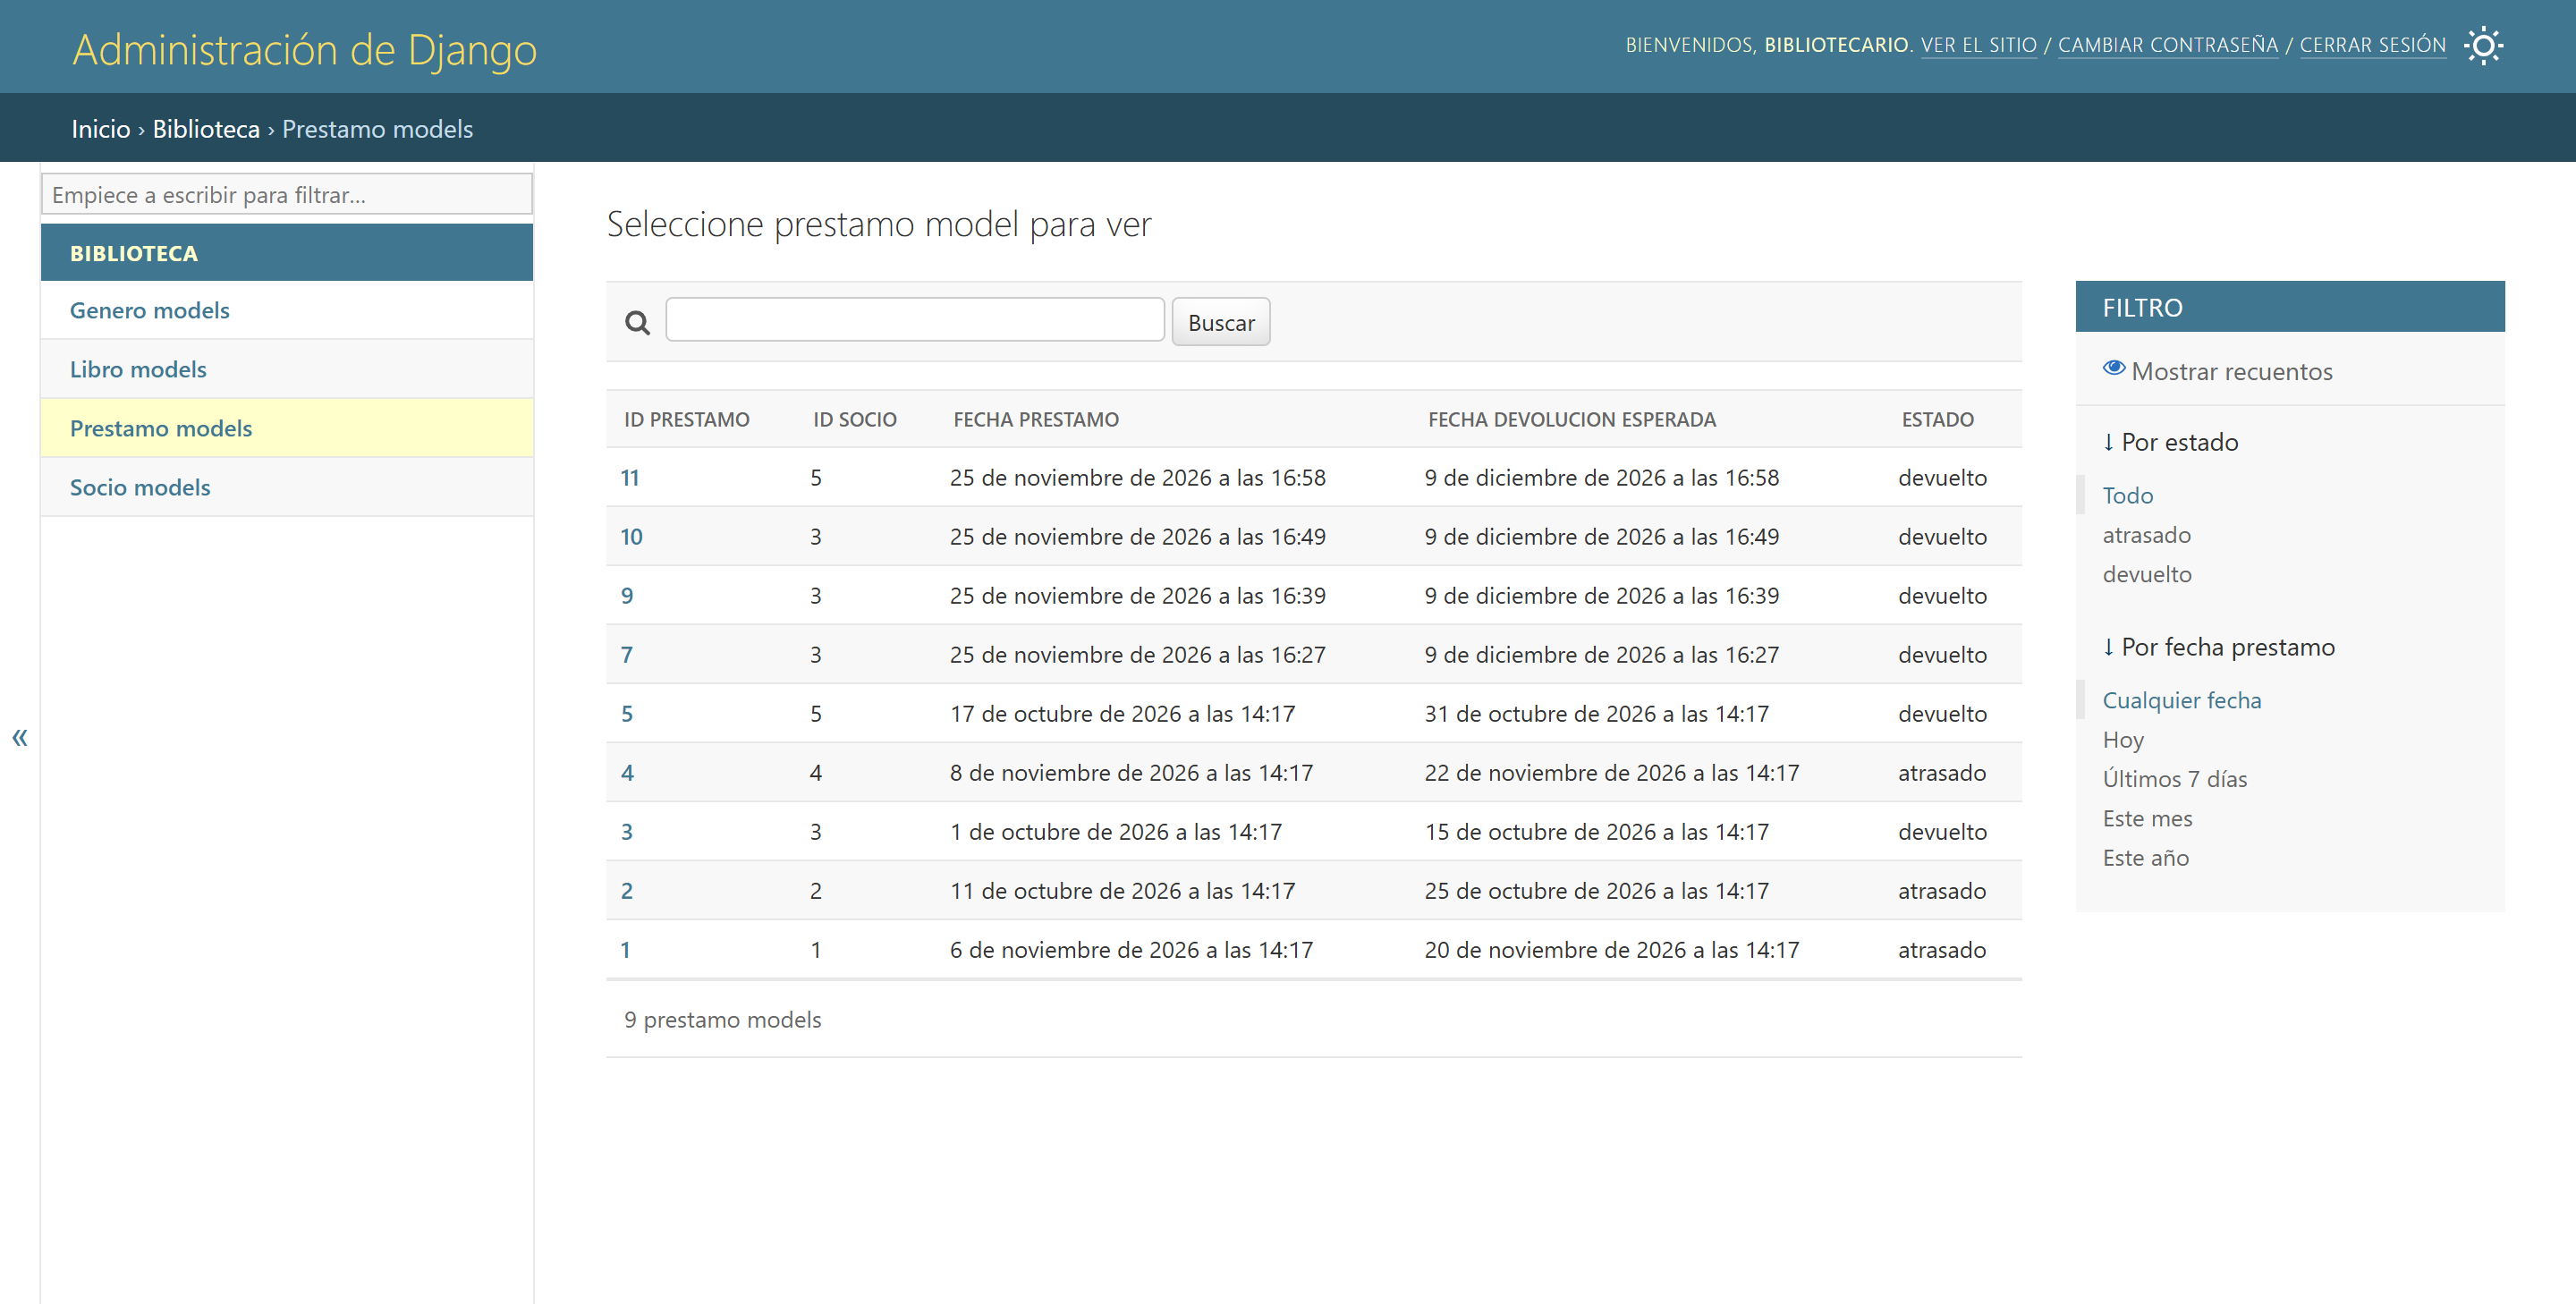 Administración de Django
BIENVENIDOS, BIBLIOTECARIO. VER EL SITIO / CAMBIAR CONTRASEÑA / CERRAR SESIÓN
Inicio › Biblioteca › Prestamo models
Empiece a escribir para filtrar...
BIBLIOTECA
Genero models
Libro models
Prestamo models
Socio models
«
Seleccione prestamo model para ver
Buscar
ID PRESTAMO ID SOCIO FECHA PRESTAMO FECHA DEVOLUCION ESPERADA ESTADO
11 5 25 de noviembre de 2026 a las 16:58 9 de diciembre de 2026 a las 16:58 devuelto
10 3 25 de noviembre de 2026 a las 16:49 9 de diciembre de 2026 a las 16:49 devuelto
9 3 25 de noviembre de 2026 a las 16:39 9 de diciembre de 2026 a las 16:39 devuelto
7 3 25 de noviembre de 2026 a las 16:27 9 de diciembre de 2026 a las 16:27 devuelto
5 5 17 de octubre de 2026 a las 14:17 31 de octubre de 2026 a las 14:17 devuelto
4 4 8 de noviembre de 2026 a las 14:17 22 de noviembre de 2026 a las 14:17 atrasado
3 3 1 de octubre de 2026 a las 14:17 15 de octubre de 2026 a las 14:17 devuelto
2 2 11 de octubre de 2026 a las 14:17 25 de octubre de 2026 a las 14:17 atrasado
1 1 6 de noviembre de 2026 a las 14:17 20 de noviembre de 2026 a las 14:17 atrasado
9 prestamo models
FILTRO
Mostrar recuentos
↓ Por estado
Todo
atrasado
devuelto
↓ Por fecha prestamo
Cualquier fecha
Hoy
Últimos 7 días
Este mes
Este año